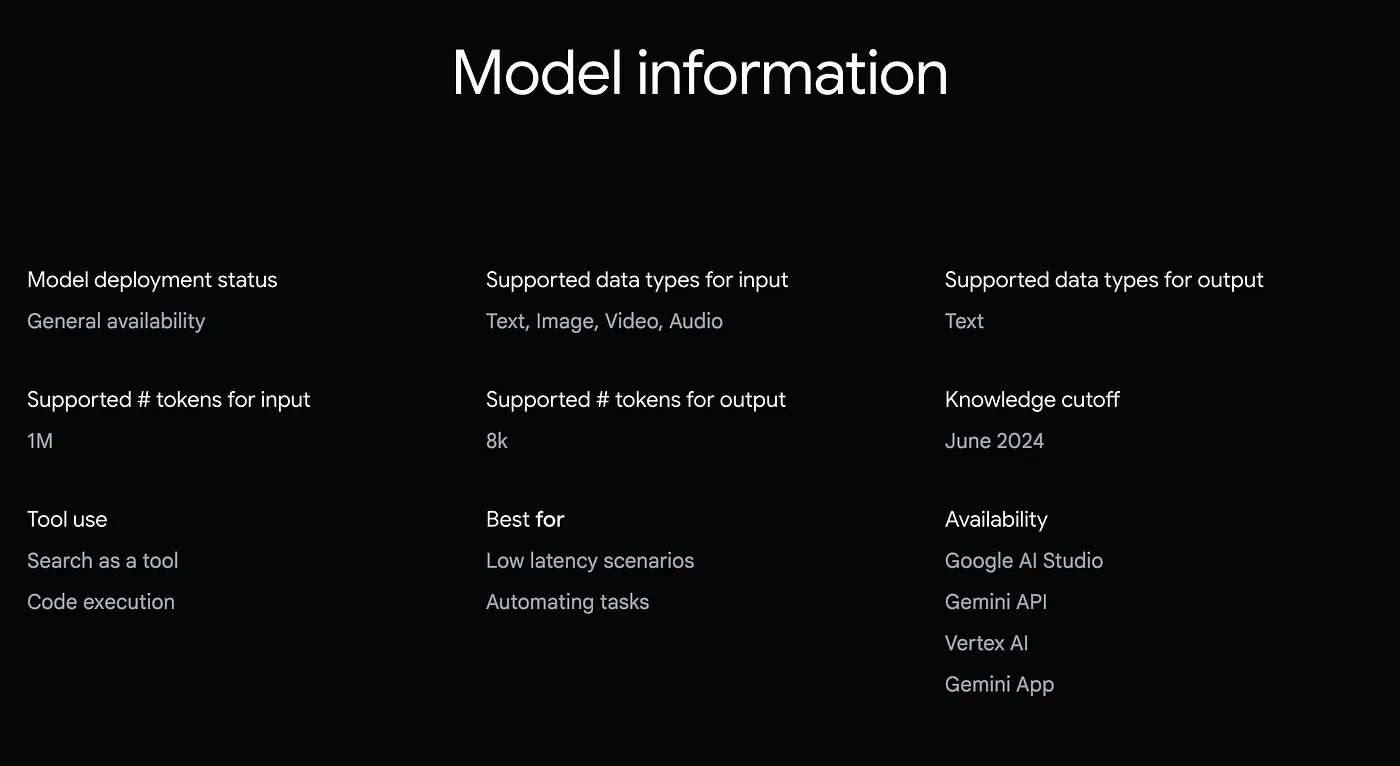 Model information
Model deployment status
General availability
Supported data types for input
Text, Image, Video, Audio
Supported data types for output
Text
Supported # tokens for input
1M
Supported # tokens for output
8k
Knowledge cutoff
June 2024
Tool use
Search as a tool
Code execution
Best for
Low latency scenarios
Automating tasks
Availability
Google AI Studio
Gemini API
Vertex AI
Gemini App